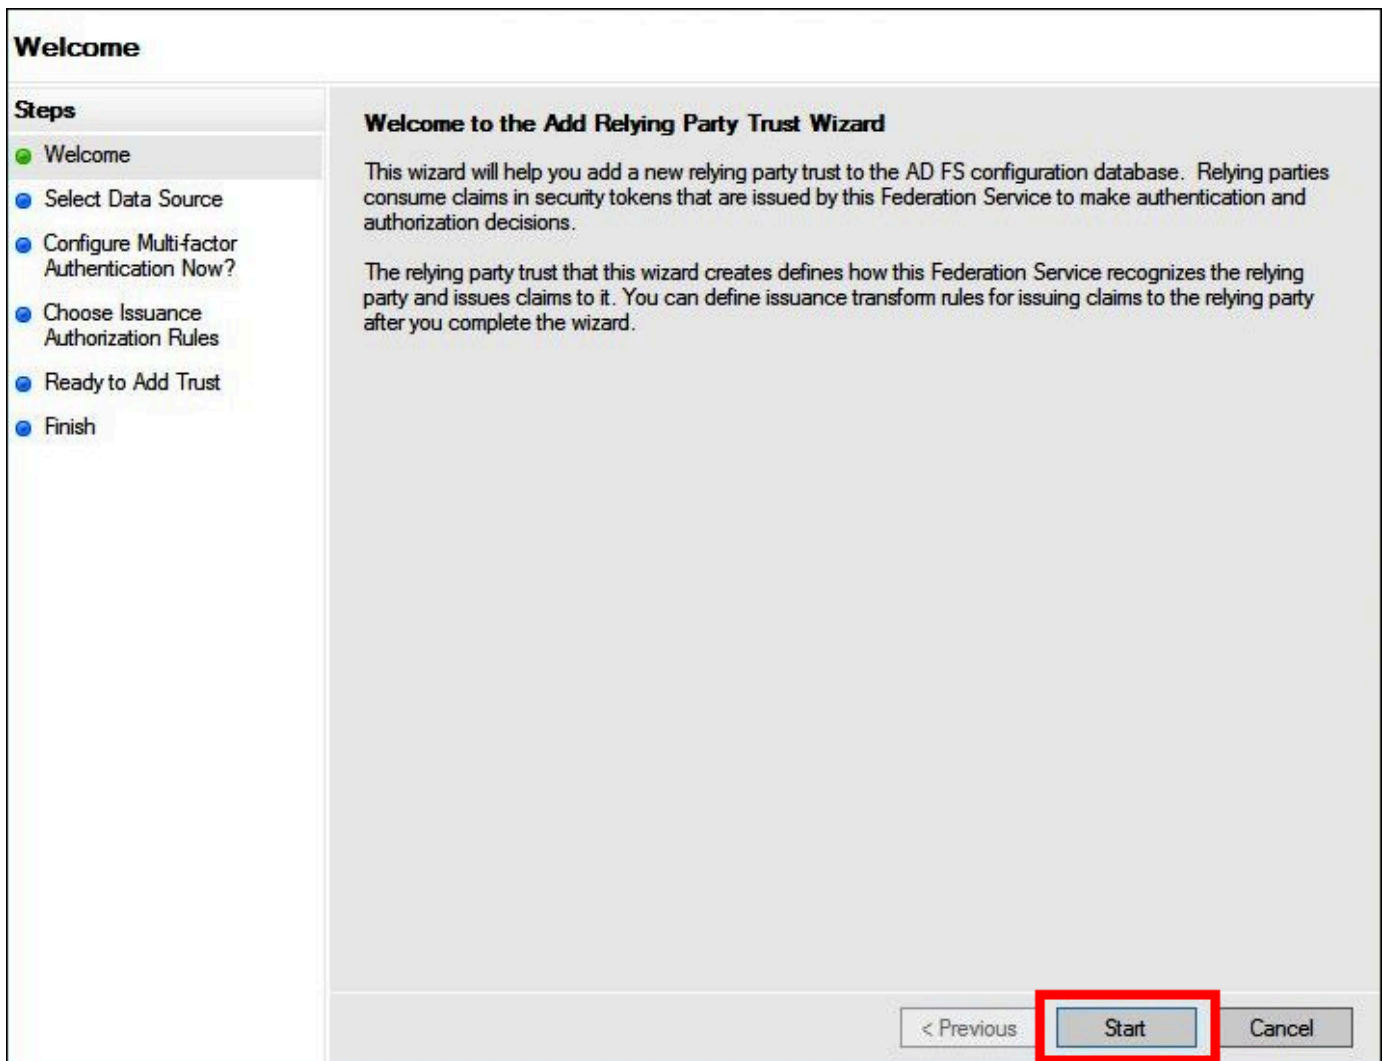 Welcome
Steps
Welcome
Select Data Source
Configure Multi-factor
Authentication Now?
Choose Issuance
Authorization Rules
Ready to Add Trust
Finish
Welcome to the Add Relying Party Trust Wizard
This wizard will help you add a new relying party trust to the AD FS configuration database.  Relying parties
consume claims in security tokens that are issued by this Federation Service to make authentication and
authorization decisions.
The relying party trust that this wizard creates defines how this Federation Service recognizes the relying
party and issues claims to it. You can define issuance transform rules for issuing claims to the relying party
after you complete the wizard.
< Previous
Start
Cancel